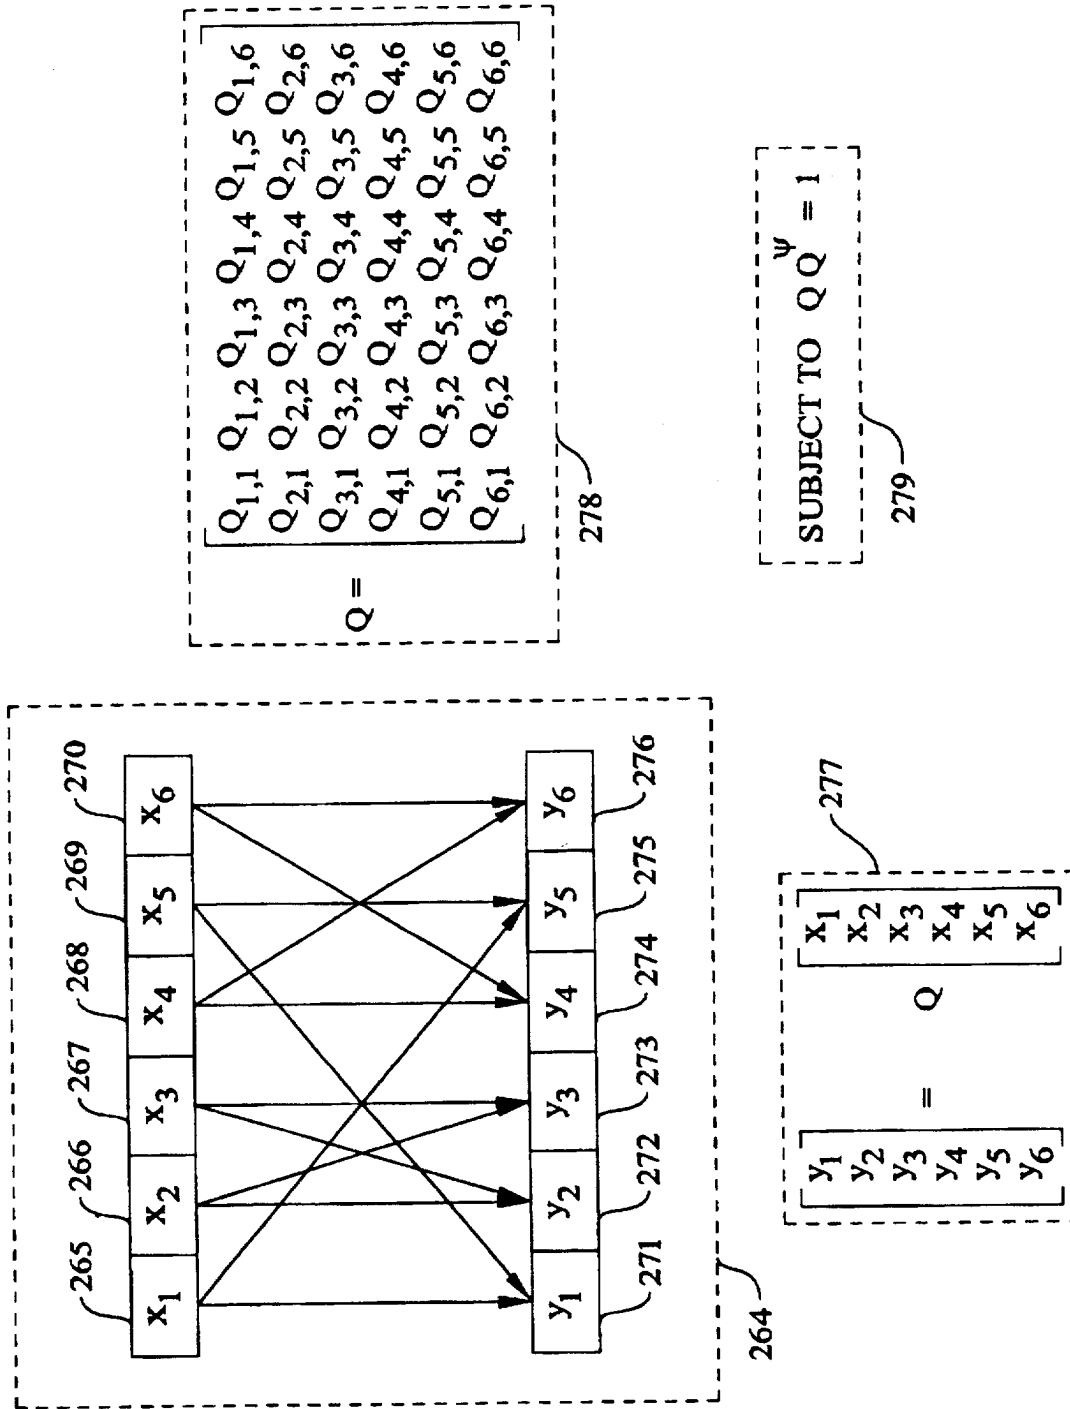 265 266 267 268 269 270
x1 x2 x3 x4 x5 x6
y1 y2 y3 y4 y5 y6
271 272 273 274 275 276
264
y1
y2
y3
y4
y5
y6
=
Q
x1
x2
x3
x4
x5
x6
277
Q =
Q1,1 Q1,2 Q1,3 Q1,4 Q1,5 Q1,6
Q2,1 Q2,2 Q2,3 Q2,4 Q2,5 Q2,6
Q3,1 Q3,2 Q3,3 Q3,4 Q3,5 Q3,6
Q4,1 Q4,2 Q4,3 Q4,4 Q4,5 Q4,6
Q5,1 Q5,2 Q5,3 Q5,4 Q5,5 Q5,6
Q6,1 Q6,2 Q6,3 Q6,4 Q6,5 Q6,6
278
SUBJECT TO Q Q^ψ = 1
279